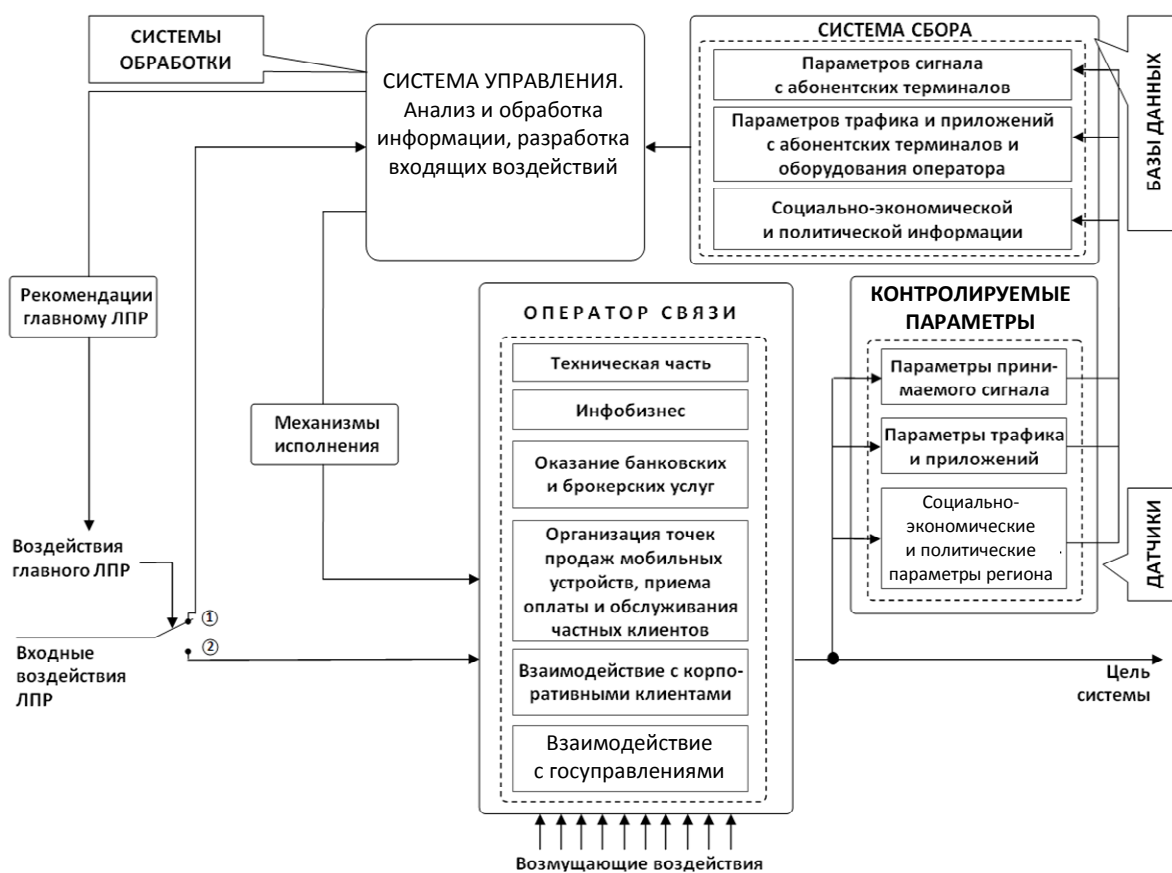 СИСТЕМЫ
ОБРАБОТКИ
СИСТЕМА УПРАВЛЕНИЯ.
Анализ и обработка
информации, разработка
входящих воздействий
СИСТЕМА СБОРА
Параметров сигнала
с абонентских терминалов
Параметров трафика и приложений
с абонентских терминалов и
оборудования оператора
Социально-экономической
и политической информации
БАЗЫ ДАННЫХ
Рекомендации
главному ЛПР
Механизмы
исполнения
ОПЕРАТОР СВЯЗИ
Техническая часть
Инфобизнес
Оказание банковских
и брокерских услуг
Организация точек
продаж мобильных
устройств, приема
оплаты и обслуживания
частных клиентов
Взаимодействие с корпо-
ративными клиентами
Взаимодействие
с госуправлениями
КОНТРОЛИРУЕМЫЕ
ПАРАМЕТРЫ
Параметры прини-
маемого сигнала
Параметры трафика
и приложений
Социально-
экономические
и политические
параметры региона
ДАТЧИКИ
Воздействия
главного ЛПР
①
②
Входные
воздействия
ЛПР
Цель
системы
Возмущающие воздействия